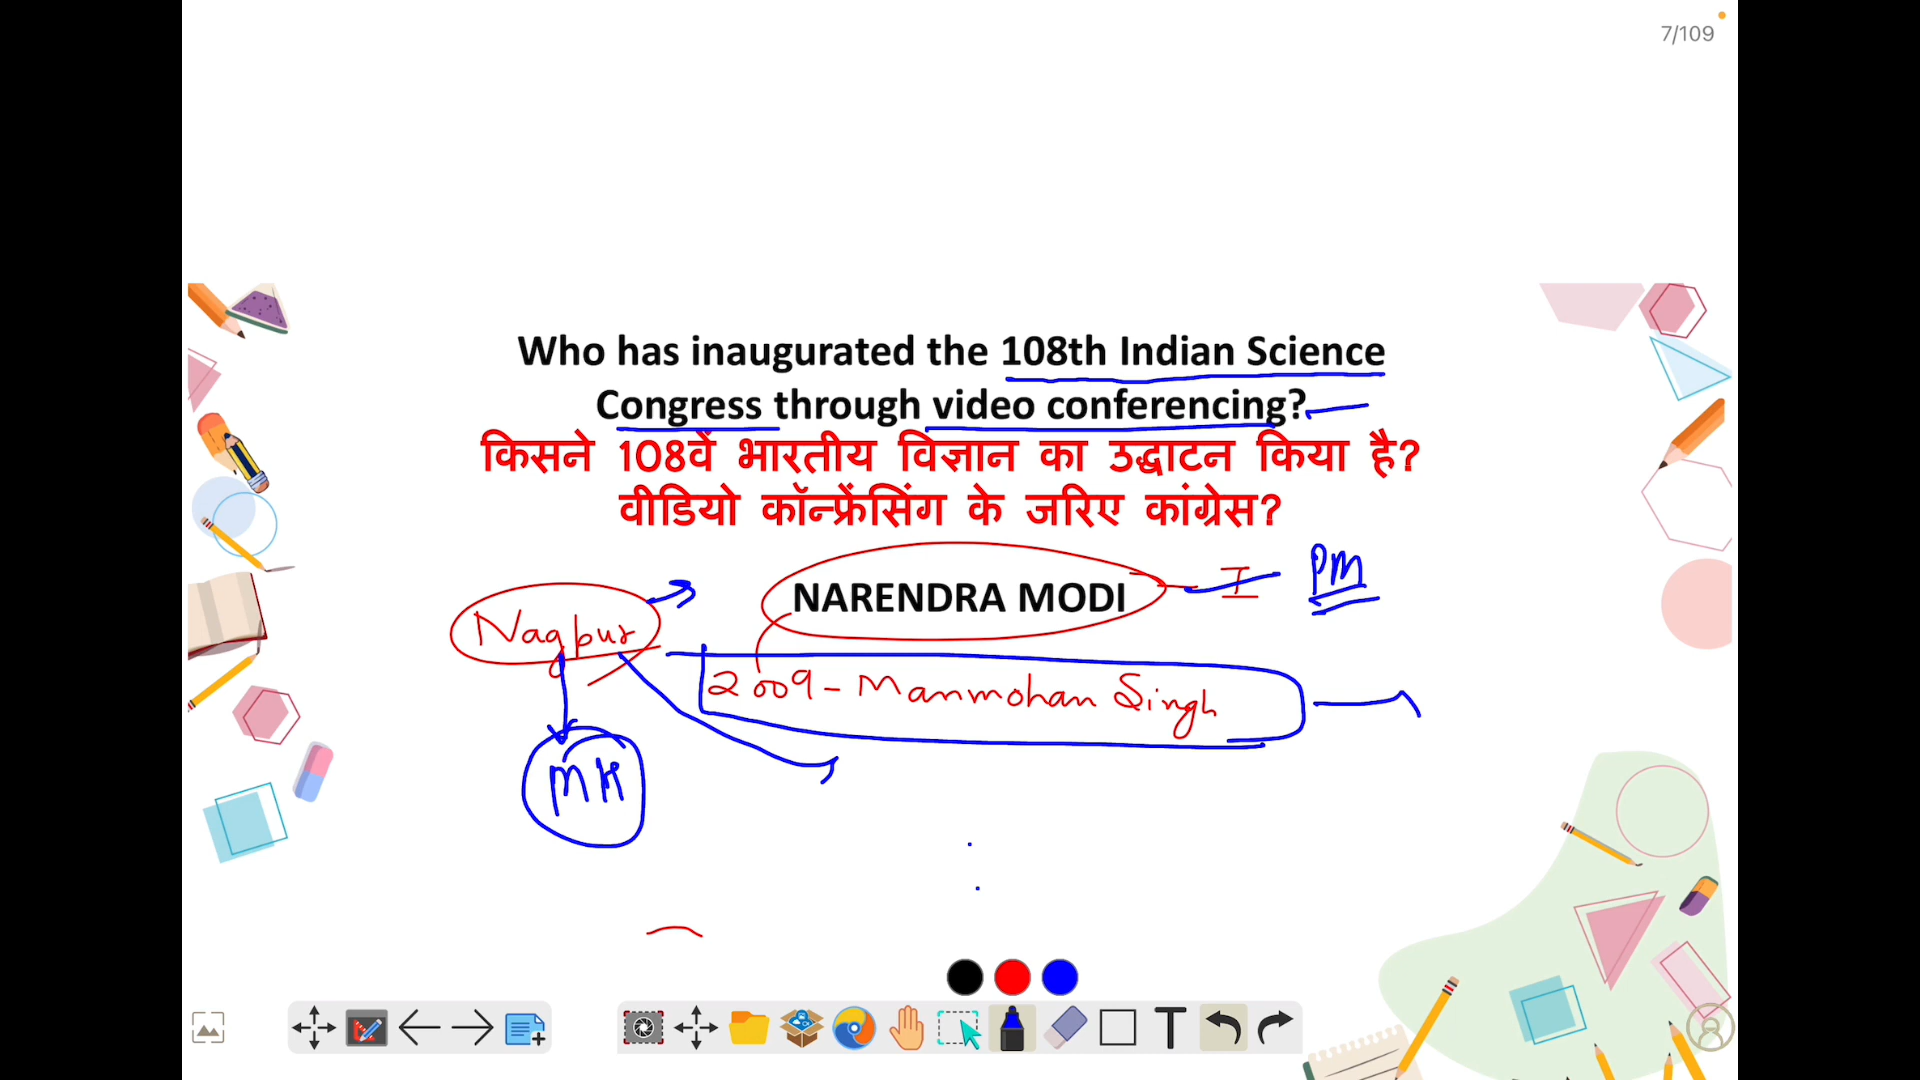 7/109
Who has inaugurated the 108th Indian Science
Congress through video conferencing?
किसने 108वें भारतीय विज्ञान का उद्घाटन किया है?
वीडियो कॉन्फ्रेंसिंग के जरिए कांग्रेस?
NARENDRA MODI
I
PM
Nagpur
2009 - Manmohan Singh
MH